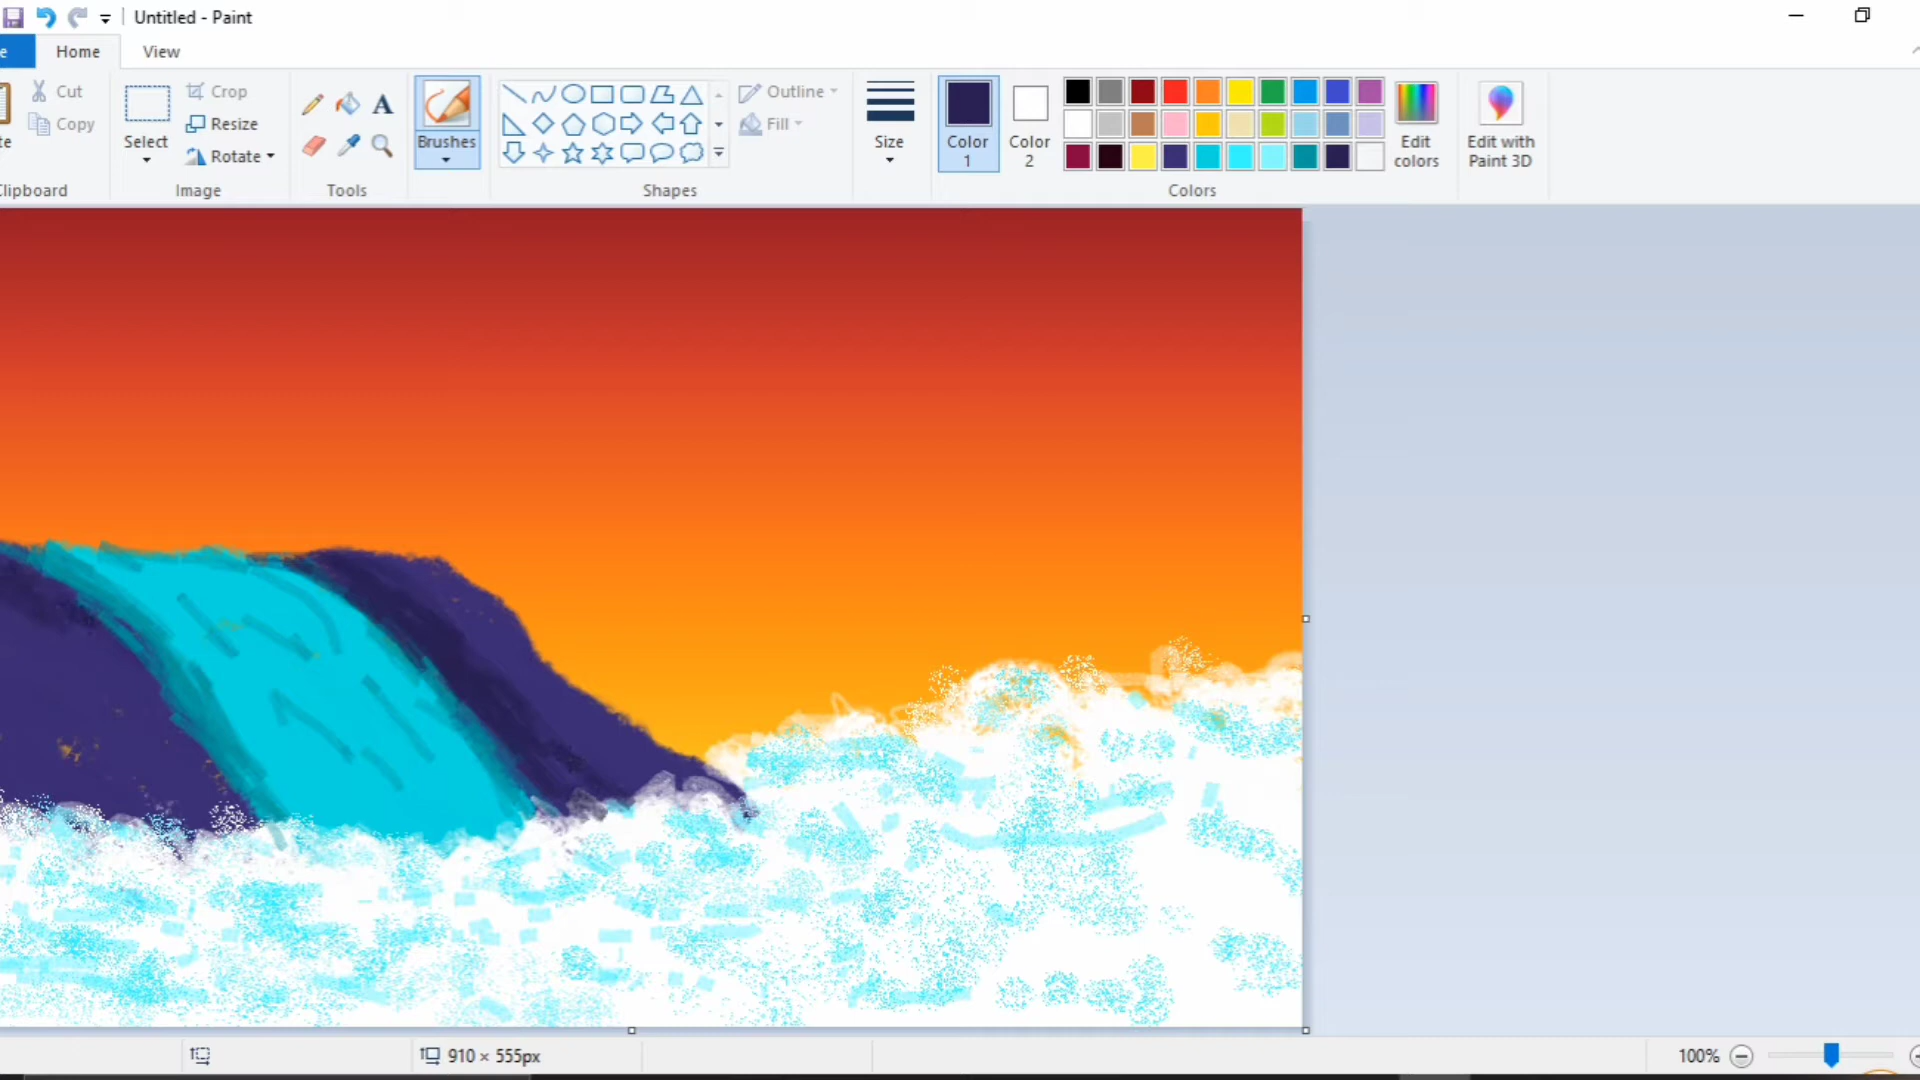 Untitled - Paint
e Home View
te Cut Copy
Select Crop Resize Rotate
A
Brushes
Outline Fill
Size
Color 1 Color 2
Edit colors
Edit with Paint 3D
lipboard Image Tools Shapes Colors
910 × 555px 100%